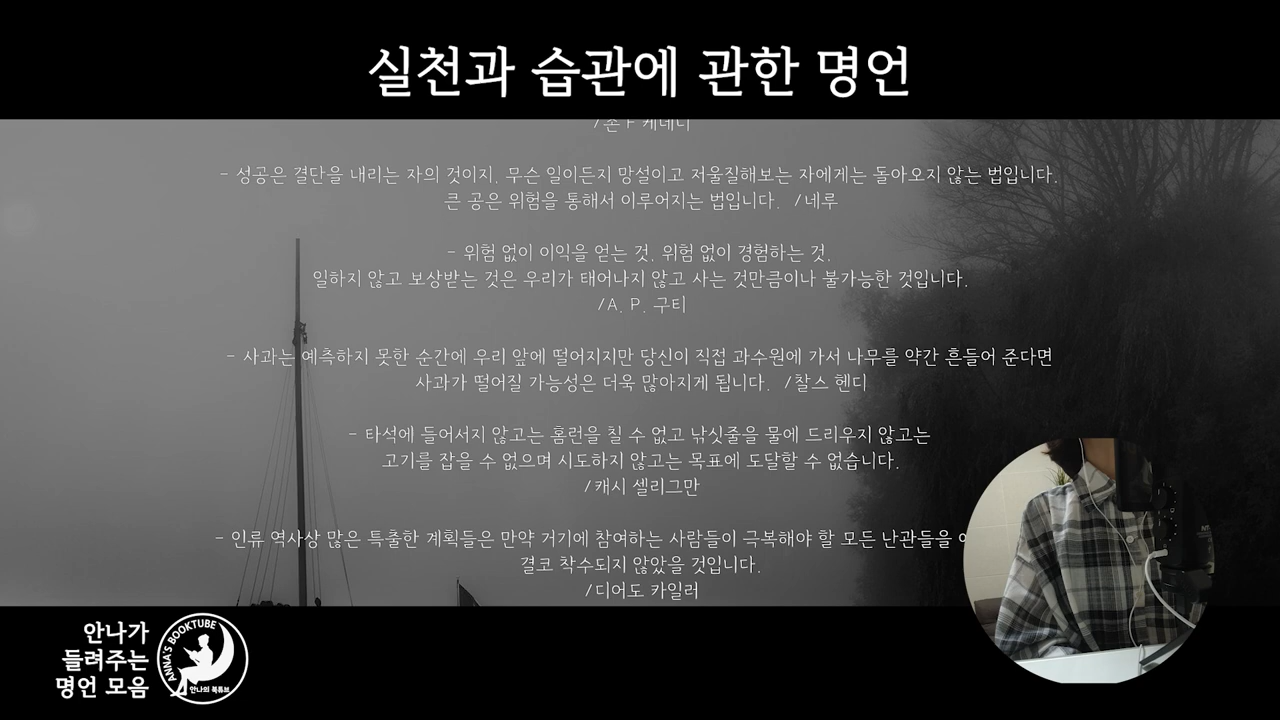 실천과 습관에 관한 명언
/존 F 케네디
- 성공은 결단을 내리는 자의 것이지, 무슨 일이든지 망설이고 저울질해보는 자에게는 돌아오지 않는 법입니다.
큰 공은 위험을 통해서 이루어지는 법입니다. /네루
- 위험 없이 이익을 얻는 것, 위험 없이 경험하는 것,
일하지 않고 보상받는 것은 우리가 태어나지 않고 사는 것만큼이나 불가능한 것입니다.
/A. P. 구티
- 사과는 예측하지 못한 순간에 우리 앞에 떨어지지만 당신이 직접 과수원에 가서 나무를 약간 흔들어 준다면
사과가 떨어질 가능성은 더욱 많아지게 됩니다. /찰스 헨디
- 타석에 들어서지 않고는 홈런을 칠 수 없고 낚싯줄을 물에 드리우지 않고는
고기를 잡을 수 없으며 시도하지 않고는 목표에 도달할 수 없습니다.
/캐시 셀리그만
- 인류 역사상 많은 특출한 계획들은 만약 거기에 참여하는 사람들이 극복해야 할 모든 난관들을
결코 착수되지 않았을 것입니다.
/디어도 카일러
안나가
들려주는
명언 모음
ANNA'S BOOKTUBE
안나의 북튜브